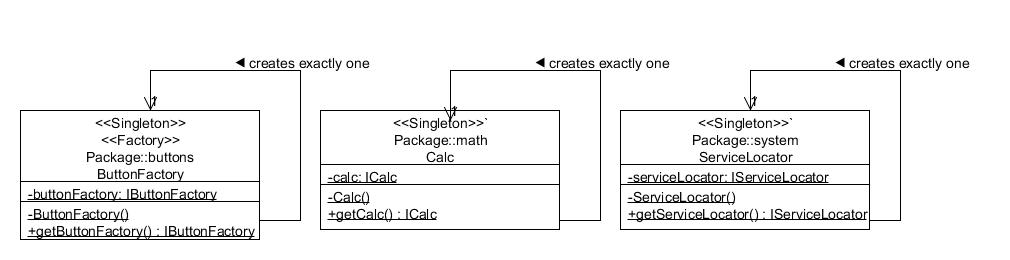 ◄ creates exactly one
1
<<Singleton>>
<<Factory>>
Package::buttons
ButtonFactory
-buttonFactory: IButtonFactory
-ButtonFactory()
+getButtonFactory() : IButtonFactory
◄ creates exactly one
1
<<Singleton>>`
Package::math
Calc
-calc: ICalc
-Calc()
+getCalc() : ICalc
◄ creates exactly one
1
<<Singleton>>`
Package::system
ServiceLocator
-serviceLocator: IServiceLocator
-ServiceLocator()
+getServiceLocator() : IServiceLocator